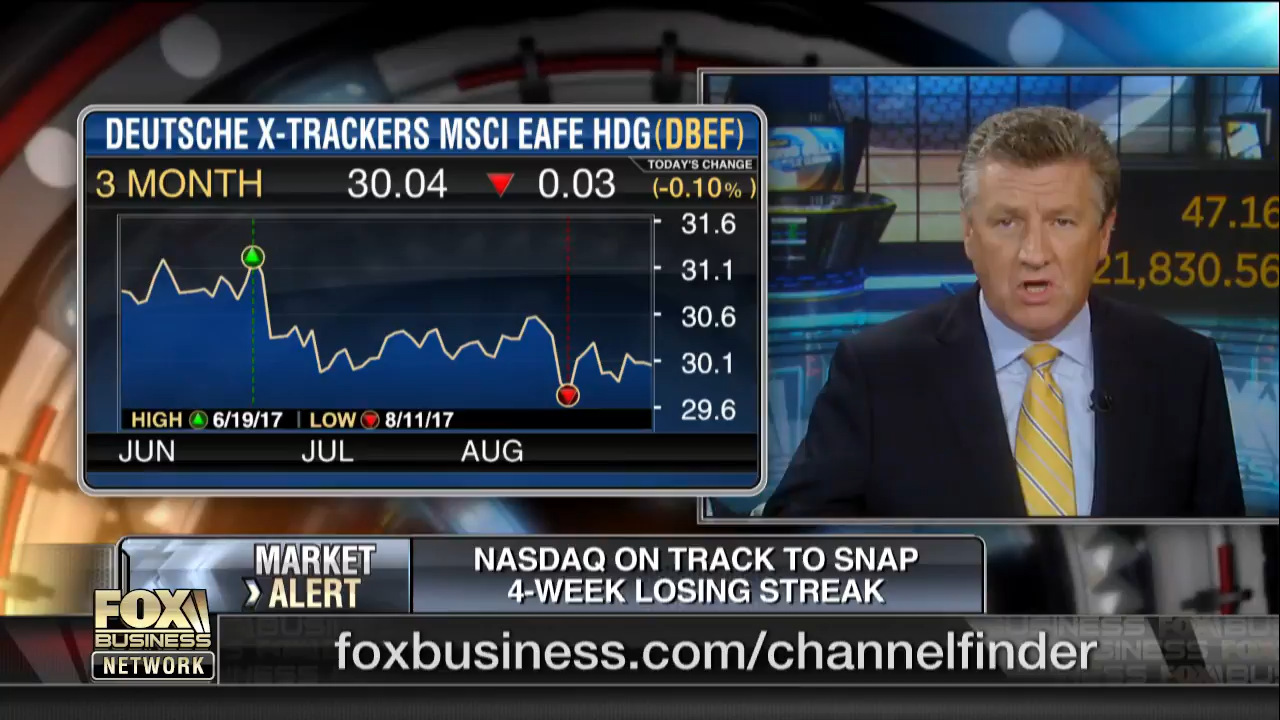 DEUTSCHE X-TRACKERS MSCI EAFE HDG(DBEF)
TODAY'S CHANGE
3 MONTH 30.04 0.03 (-0.10%)
31.6
31.1
30.6
30.1
29.6
HIGH 6/19/17 | LOW 8/11/17
JUN JUL AUG
47.16
21,830.56
MARKET ALERT
NASDAQ ON TRACK TO SNAP
4-WEEK LOSING STREAK
FOX
BUSINESS
NETWORK
foxbusiness.com/channelfinder